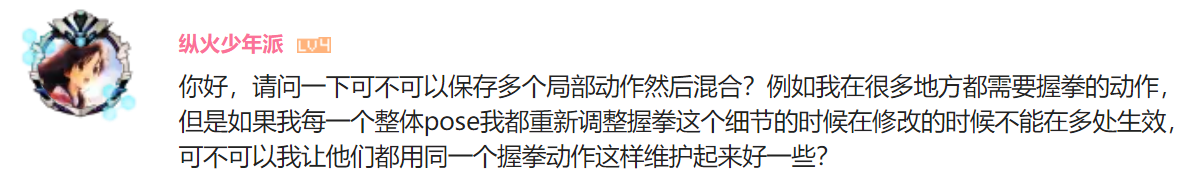 纵火少年派 LV4
你好，请问一下可不可以保存多个局部动作然后混合？例如我在很多地方都需要握拳的动作，
但是如果我每一个整体pose我都重新调整握拳这个细节的时候在修改的时候不能在多处生效，
可不可以我让他们都用同一个握拳动作这样维护起来好一些？